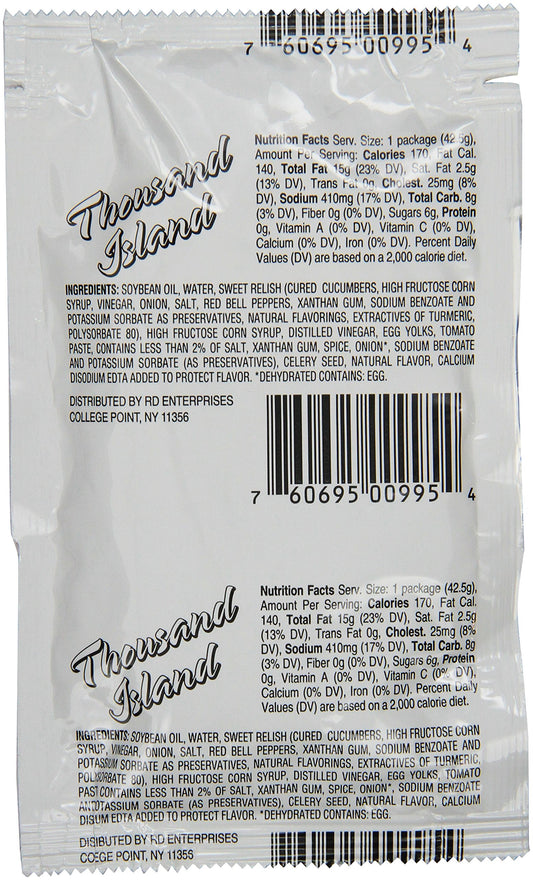 7 60695 00995 4
Thousand
Island
Nutrition Facts Serv. Size: 1 package (42.5g),
Amount Per Serving: Calories 170, Fat Cal.
140, Total Fat 15g (23% DV), Sat. Fat 2.5g
(13% DV), Trans Fat 0g, Cholest. 25mg (8%
DV), Sodium 410mg (17% DV), Total Carb. 8g
(3% DV), Fiber 0g (0% DV), Sugars 6g, Protein
0g, Vitamin A (0% DV), Vitamin C (0% DV),
Calcium (0% DV), Iron (0% DV). Percent Daily
Values (DV) are based on a 2,000 calorie diet.
INGREDIENTS: SOYBEAN OIL, WATER, SWEET RELISH (CURED CUCUMBERS, HIGH FRUCTOSE CORN
SYRUP, VINEGAR, ONION, SALT, RED BELL PEPPERS, XANTHAN GUM, SODIUM BENZOATE AND
POTASSIUM SORBATE AS PRESERVATIVES, NATURAL FLAVORINGS, EXTRACTIVES OF TURMERIC,
POLYSORBATE 80), HIGH FRUCTOSE CORN SYRUP, DISTILLED VINEGAR, EGG YOLKS, TOMATO
PASTE, CONTAINS LESS THAN 2% OF SALT, XANTHAN GUM, SPICE, ONION*, SODIUM BENZOATE
AND POTASSIUM SORBATE (AS PRESERVATIVES), CELERY SEED, NATURAL FLAVOR, CALCIUM
DISODIUM EDTA ADDED TO PROTECT FLAVOR. *DEHYDRATED CONTAINS: EGG.
DISTRIBUTED BY RD ENTERPRISES
COLLEGE POINT, NY 11356
7 60695 00995 4
Thousand
Island
Nutrition Facts Serv. Size: 1 package (42.5g),
Amount Per Serving: Calories 170, Fat Cal.
140, Total Fat 15g (23% DV), Sat. Fat 2.5g
(13% DV), Trans Fat 0g, Cholest. 25mg (8%
DV), Sodium 410mg (17% DV), Total Carb. 8g
(3% DV), Fiber 0g (0% DV), Sugars 6g, Protein
0g, Vitamin A (0% DV), Vitamin C (0% DV),
Calcium (0% DV), Iron (0% DV). Percent Daily
Values (DV) are based on a 2,000 calorie diet.
INGREDIENTS: SOYBEAN OIL, WATER, SWEET RELISH (CURED CUCUMBERS, HIGH FRUCTOSE CORN
SYRUP, VINEGAR, ONION, SALT, RED BELL PEPPERS, XANTHAN GUM, SODIUM BENZOATE AND
POTASSIUM SORBATE AS PRESERVATIVES, NATURAL FLAVORINGS, EXTRACTIVES OF TURMERIC,
POLYSORBATE 80), HIGH FRUCTOSE CORN SYRUP, DISTILLED VINEGAR, EGG YOLKS, TOMATO
CONTAINS LESS THAN 2% OF SALT, XANTHAN GUM, SPICE, ONION*, SODIUM BENZOATE
SORBATE (AS PRESERVATIVES), CELERY SEED, NATURAL FLAVOR, CALCIUM
EDTA ADDED TO PROTECT FLAVOR. *DEHYDRATED CONTAINS: EGG.
BY RD ENTERPRISES
POINT, NY 11356